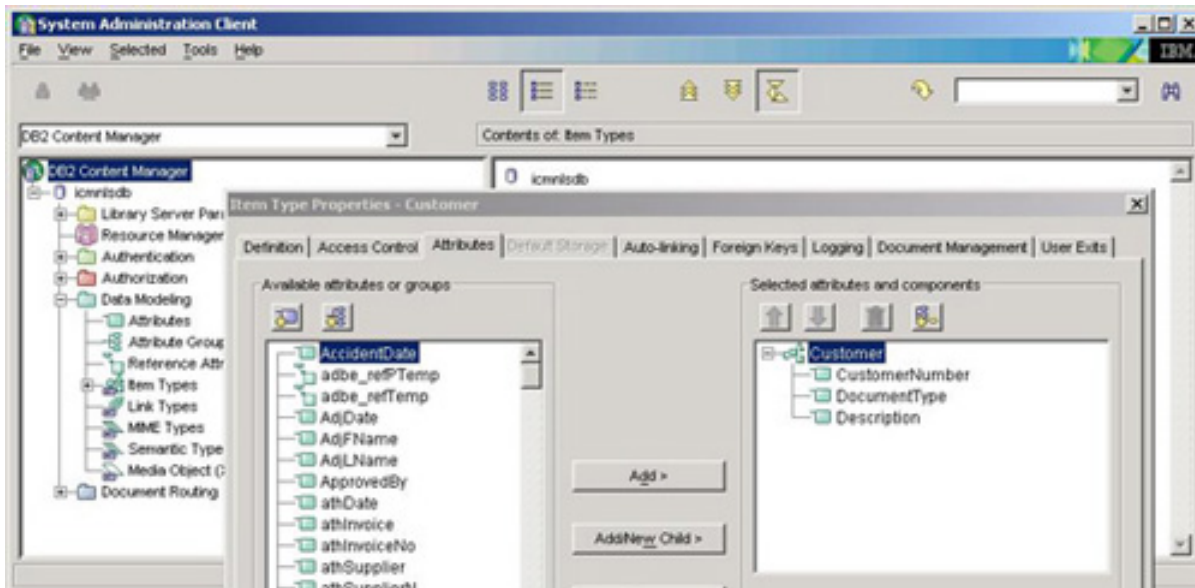 System Administration Client
File View Selected Tools Help
IBM
DB2 Content Manager
Contents of: Item Types
DB2 Content Manager
icmnlsdb
icmnlsdb
Library Server Par
Resource Manager
Authentication
Authorization
Data Modeling
Attributes
Attribute Group
Reference Attr
Item Types
Link Types
MIME Types
Semantic Type
Media Object (
Document Routing
Item Type Properties - Customer
Definition Access Control Attributes Default Storage Auto-linking Foreign Keys Logging Document Management User Exits
Available attributes or groups
AccidentDate
adbe_refPTemp
adbe_refTemp
AdjDate
AdjFName
AdjLName
ApprovedBy
athDate
athInvoice
athInvoiceNo
athSupplier
athSupplierN
Add >
Add/New Child >
Selected attributes and components
Customer
CustomerNumber
DocumentType
Description